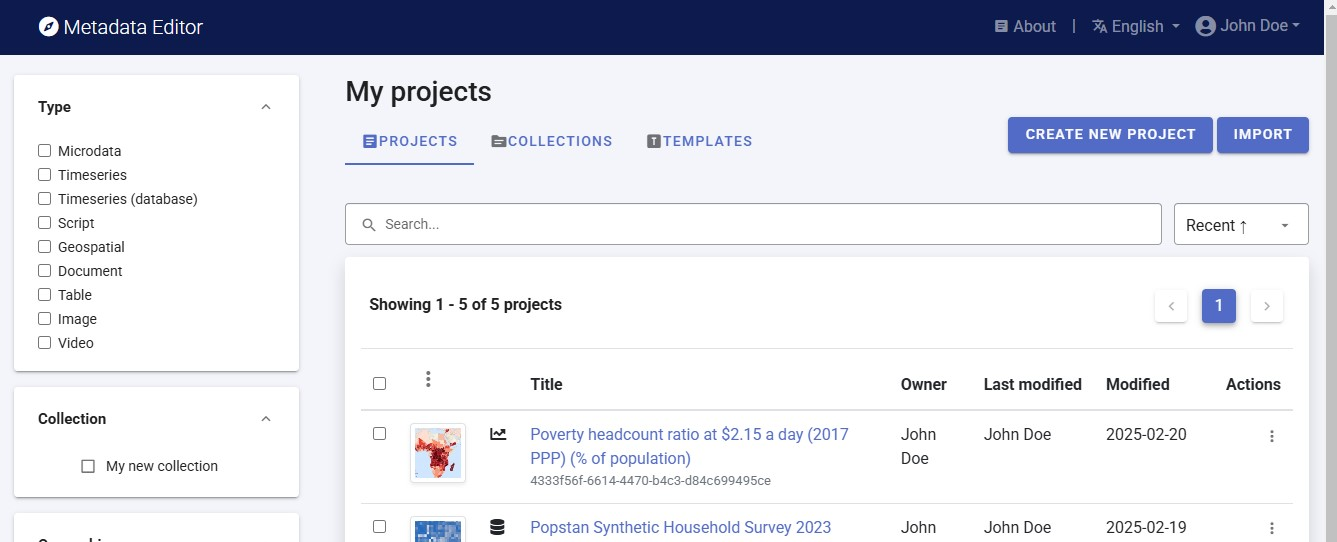 Metadata Editor
About | English John Doe
Type
Microdata
Timeseries
Timeseries (database)
Script
Geospatial
Document
Table
Image
Video
Collection
My new collection
My projects
PROJECTS COLLECTIONS TEMPLATES
CREATE NEW PROJECT IMPORT
Search...
Recent ↑
Showing 1 - 5 of 5 projects
1
Title Owner Last modified Modified Actions
Poverty headcount ratio at $2.15 a day (2017 John John Doe 2025-02-20
PPP) (% of population) Doe
4333f56f-6614-4470-b4c3-d84c699495ce
Popstan Synthetic Household Survey 2023 John John Doe 2025-02-19